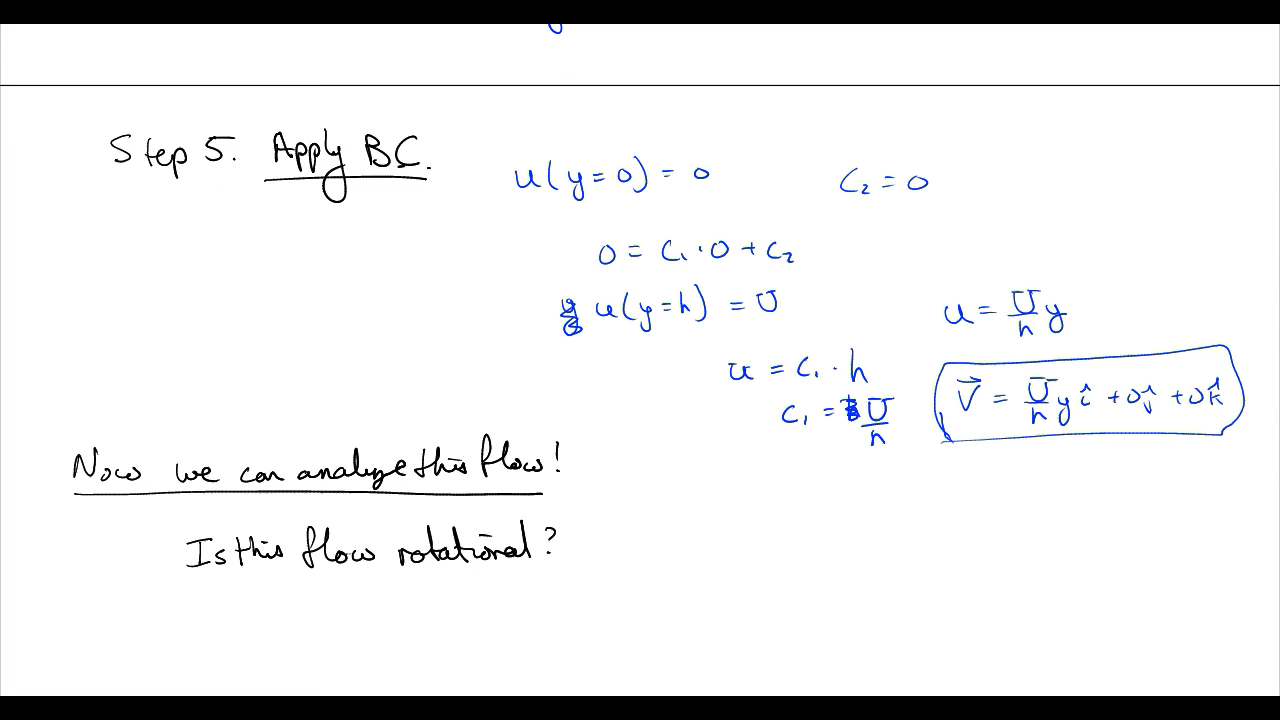 Step 5. Apply BC.
u(y=0) = 0
C₂ = 0
0 = C₁·0 + C₂
u(y=h) = U
u = U/h y
u = C₁·h
C₁ = U/h
V⃗ = U/h y î + 0ĵ + 0k̂
Now we can analyze this flow!
Is this flow rotational?